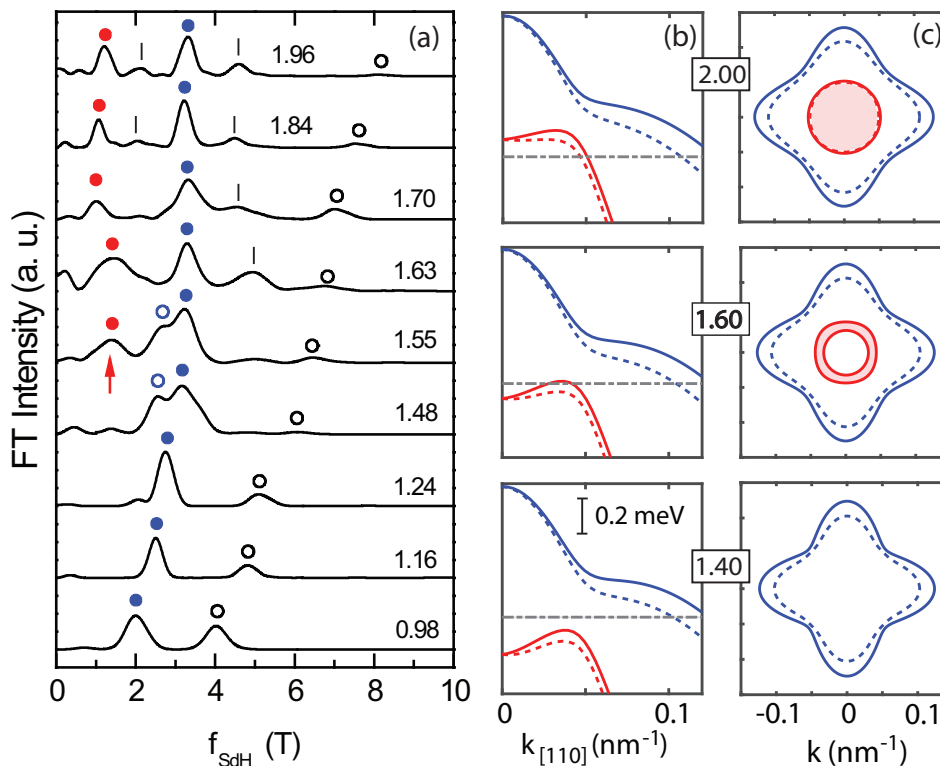 (a)
1.96
1.84
1.70
1.63
1.55
1.48
1.24
1.16
0.98
FT Intensity (a. u.)
0 2 4 6 8 10
f_SdH (T)
(b)
(c)
2.00
1.60
1.40
0.2 meV
0 0.1
k_[110] (nm⁻¹)
-0.1 0 0.1
k (nm⁻¹)